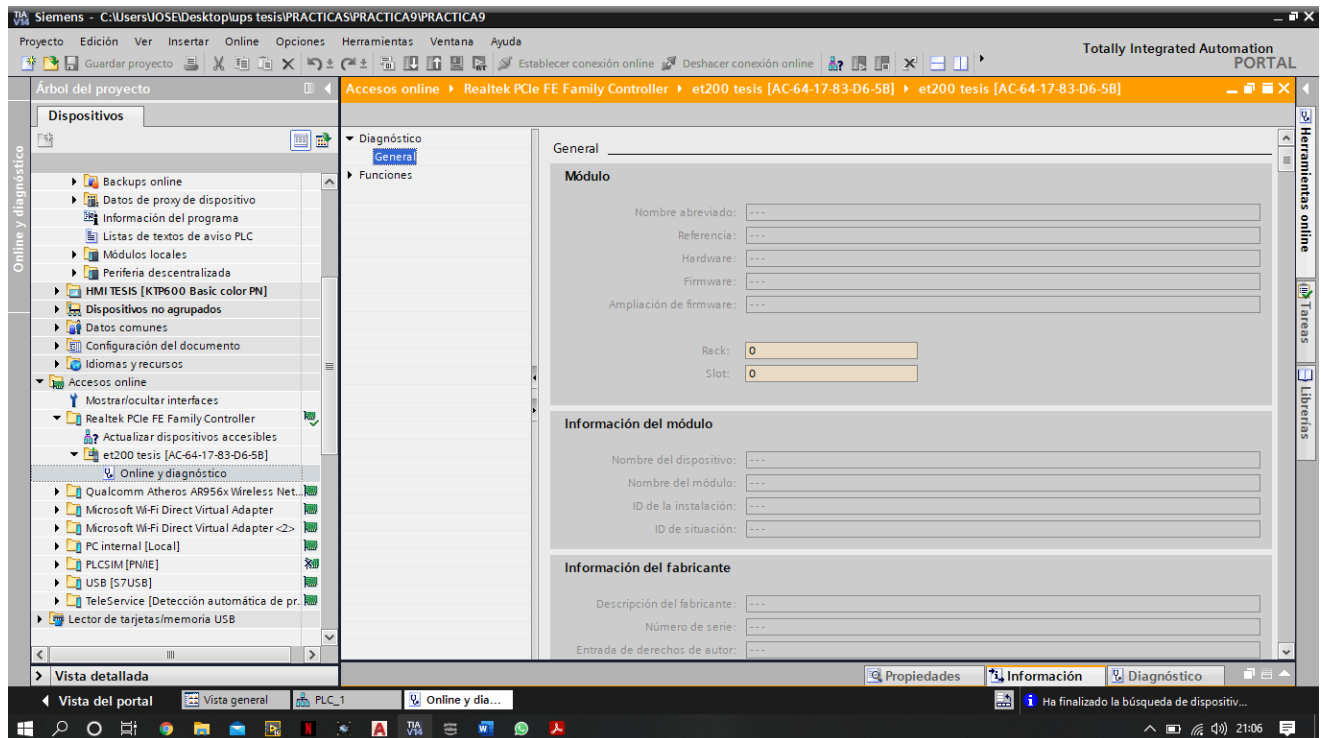 Siemens - C:\Users\JOSE\Desktop\ups tesis\PRACTICAS\PRACTICA9\PRACTICA9
Proyecto Edición Ver Insertar Online Opciones Herramientas Ventana Ayuda
Totally Integrated Automation
PORTAL
Guardar proyecto
Establecer conexión online
Deshacer conexión online
Árbol del proyecto
Accesos online Realtek PCIe FE Family Controller et200 tesis [AC-64-17-83-D6-5B] et200 tesis [AC-64-17-83-D6-5B]
Dispositivos
Online y diagnóstico
Backups online
Datos de proxy de dispositivo
Información del programa
Listas de textos de aviso PLC
Módulos locales
Periferia descentralizada
HMI TESIS [KTP600 Basic color PN]
Dispositivos no agrupados
Datos comunes
Configuración del documento
Idiomas y recursos
Accesos online
Mostrar/ocultar interfaces
Realtek PCIe FE Family Controller
Actualizar dispositivos accesibles
et200 tesis [AC-64-17-83-D6-5B]
Online y diagnóstico
Qualcomm Atheros AR956x Wireless Net...
Microsoft Wi-Fi Direct Virtual Adapter
Microsoft Wi-Fi Direct Virtual Adapter <2>
PC internal [Local]
PLCSIM [PN/IE]
USB [S7USB]
TeleService [Detección automática de pr.
Lector de tarjetas/memoria USB
Vista detallada
Diagnóstico
General
Funciones
General
Módulo
Nombre abreviado: ---
Referencia: ---
Hardware: ---
Firmware: ---
Ampliación de firmware: ---
Rack: 0
Slot: 0
Información del módulo
Nombre del dispositivo: ---
Nombre del módulo: ---
ID de la instalación: ---
ID de situación: ---
Información del fabricante
Descripción del fabricante: ---
Número de serie: ---
Entrada de derechos de autor: ---
Herramientas online
Tareas
Librerías
Propiedades
Información
Diagnóstico
Vista del portal
Vista general
PLC_1
Online y dia...
Ha finalizado la búsqueda de dispositiv...
TIA
V14
21:06